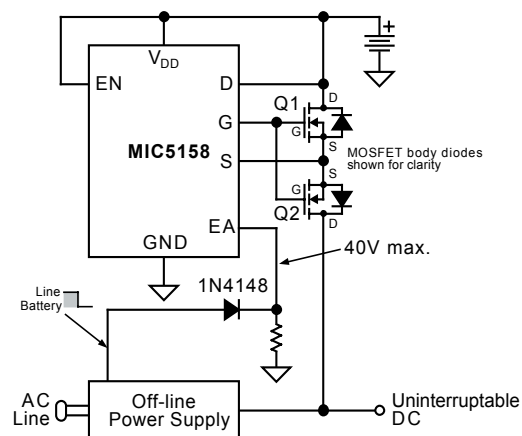 V_DD
EN
D
G
S
EA
MIC5158
GND
Q1
D
G
S
MOSFET body diodes
shown for clarity
S
G
Q2
D
+
40V max.
1N4148
Line
Battery
AC
Line
Off-line
Power Supply
Uninterruptable
DC